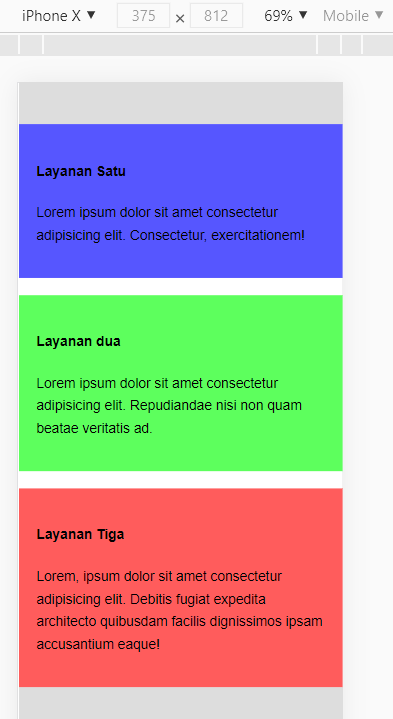 iPhone X ▼ 375 × 812 69% ▼ Mobile ▼
Layanan Satu
Lorem ipsum dolor sit amet consectetur
adipisicing elit. Consectetur, exercitationem!
Layanan dua
Lorem ipsum dolor sit amet consectetur
adipisicing elit. Repudiandae nisi non quam
beatae veritatis ad.
Layanan Tiga
Lorem, ipsum dolor sit amet consectetur
adipisicing elit. Debitis fugiat expedita
architecto quibusdam facilis dignissimos ipsam
accusantium eaque!